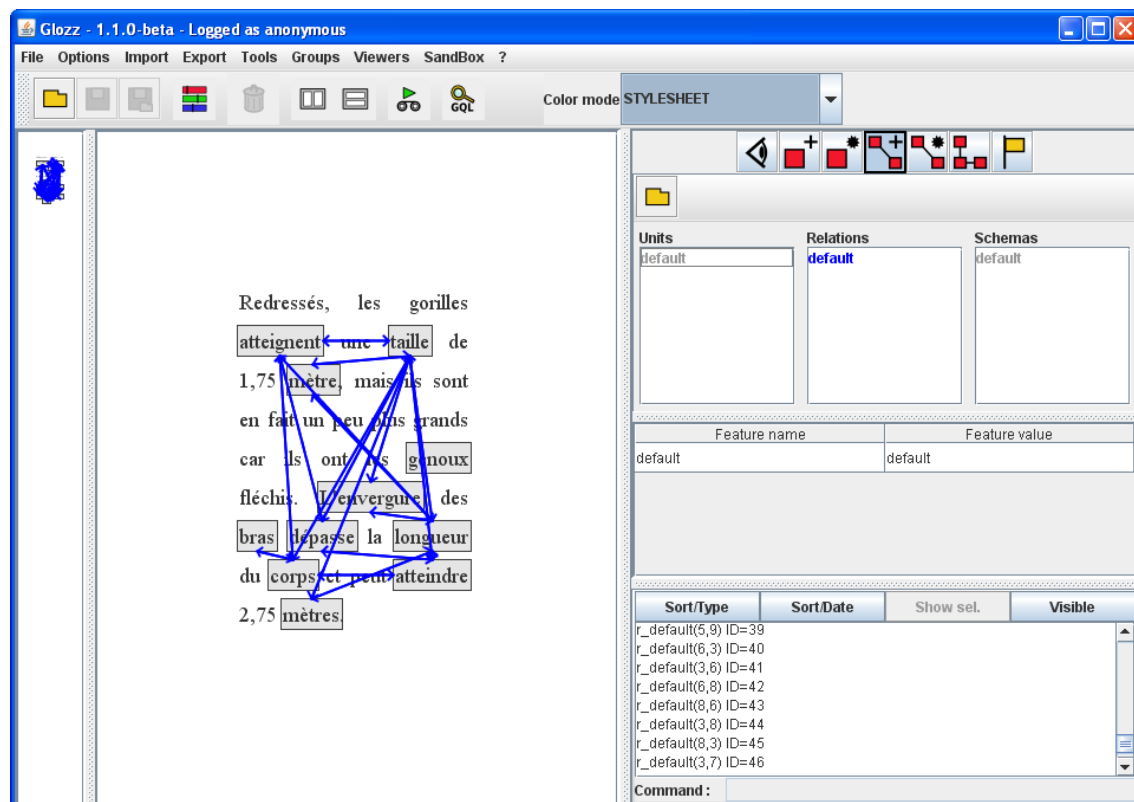 Glozz - 1.1.0-beta - Logged as anonymous
File Options Import Export Tools Groups Viewers SandBox ?
GQL
Color mode STYLESHEET
Redressés, les gorilles
atteignent une taille de
1,75 mètre, mais ils sont
en fait un peu plus grands
car ils ont les genoux
fléchis. L'envergure des
bras dépasse la longueur
du corps et peut atteindre
2,75 mètres.
Units Relations Schemas
default default default
Feature name Feature value
default default
Sort/Type Sort/Date Show sel. Visible
r_default(5,9) ID=39
r_default(6,3) ID=40
r_default(3,6) ID=41
r_default(6,8) ID=42
r_default(8,6) ID=43
r_default(3,8) ID=44
r_default(8,3) ID=45
r_default(3,7) ID=46
Command :